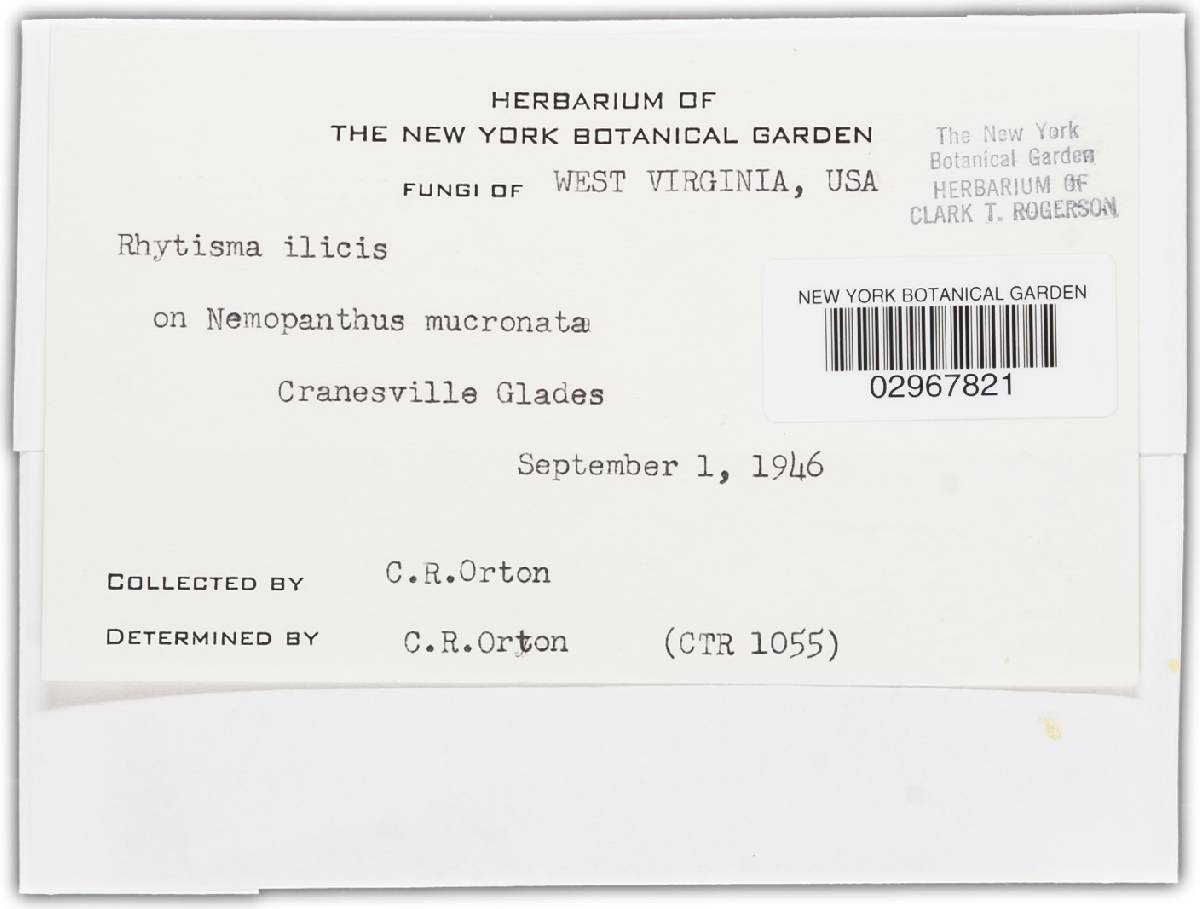 HERBARIUM OF
THE NEW YORK BOTANICAL GARDEN
FUNGI OF WEST VIRGINIA, USA
The New York
Botanical Garden
HERBARIUM OF
CLARK T. ROGERSON
Rhytisma ilicis
on Nemopanthus mucronata
Cranesville Glades
September 1, 1946
NEW YORK BOTANICAL GARDEN
02967821
COLLECTED BY C.R.Orton
DETERMINED BY C.R.Orton (CTR 1055)